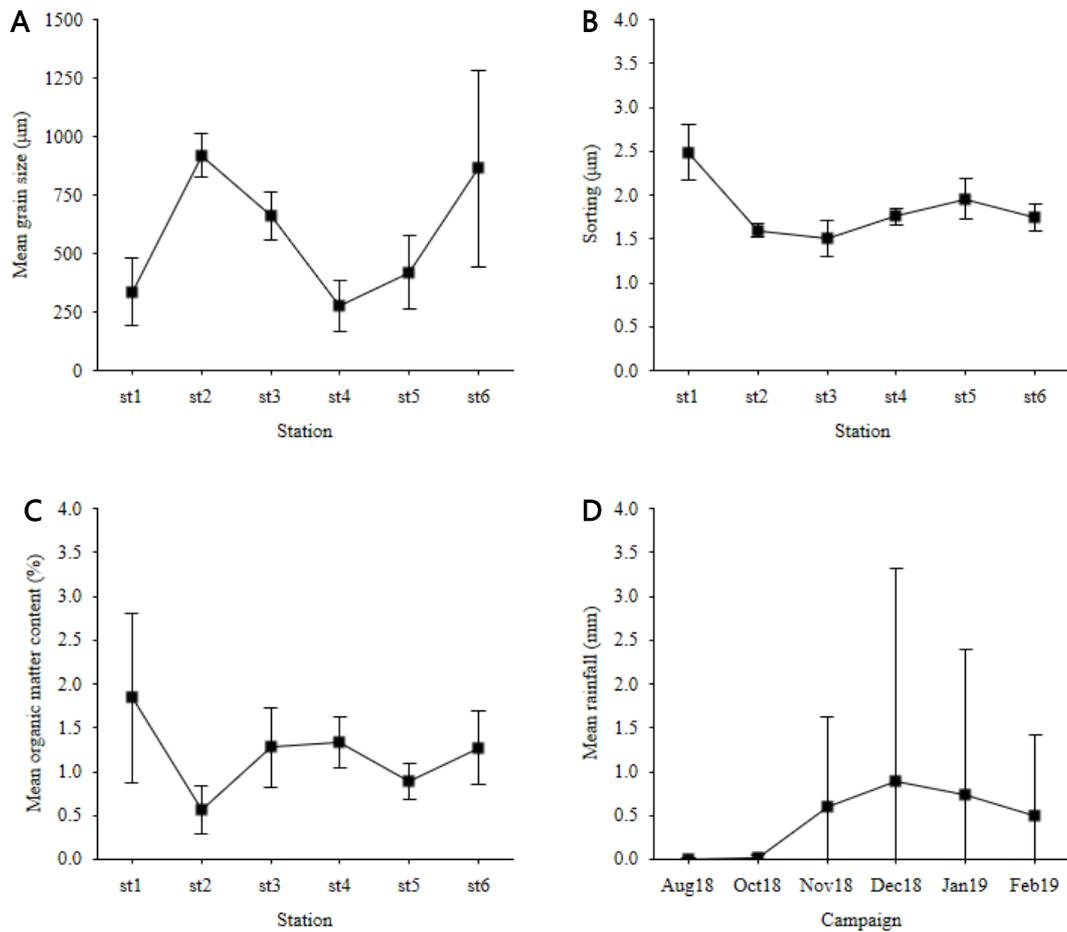 A
Mean grain size (µm)
1500
1250
1000
750
500
250
0
st1 st2 st3 st4 st5 st6
Station
B
Sorting (µm)
4.0
3.5
3.0
2.5
2.0
1.5
1.0
0.5
0.0
st1 st2 st3 st4 st5 st6
Station
C
Mean organic matter content (%)
4.0
3.5
3.0
2.5
2.0
1.5
1.0
0.5
0.0
st1 st2 st3 st4 st5 st6
Station
D
Mean rainfall (mm)
4.0
3.5
3.0
2.5
2.0
1.5
1.0
0.5
0.0
Aug18 Oct18 Nov18 Dec18 Jan19 Feb19
Campaign